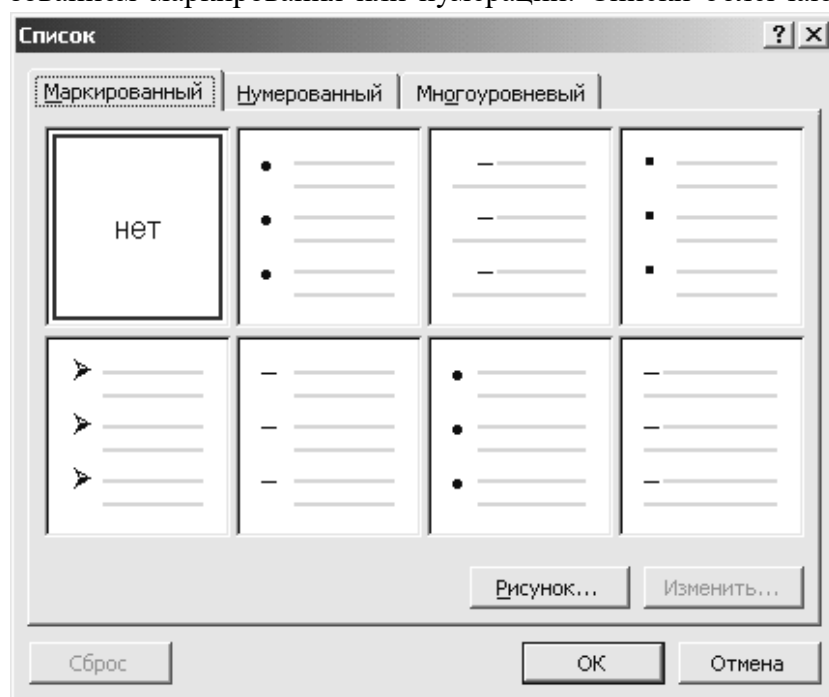 Список
Маркированный Нумерованный Многоуровневый
нет
Рисунок... Изменить...
Сброс ОК Отмена